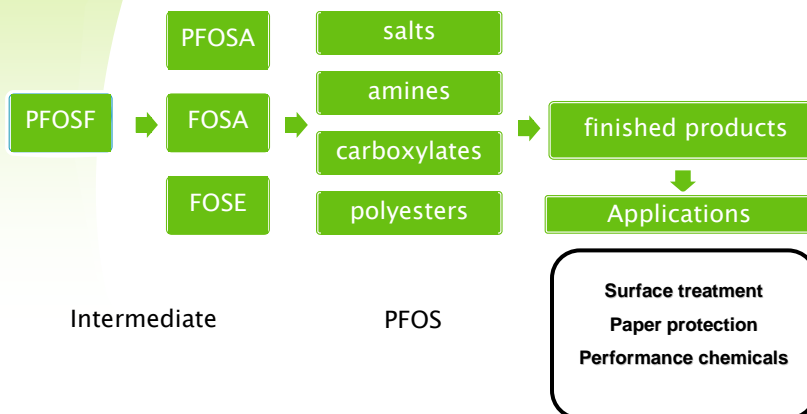 PFOSF
PFOSA
FOSA
FOSE
salts
amines
carboxylates
polyesters
finished products
Applications
Surface treatment
Paper protection
Performance chemicals
Intermediate
PFOS